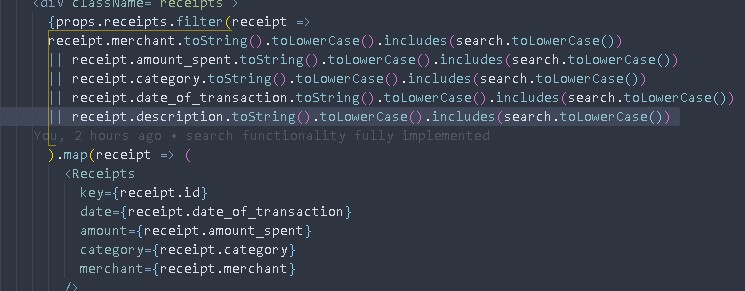 <div className="receipts">
{props.receipts.filter(receipt =>
receipt.merchant.toString().toLowerCase().includes(search.toLowerCase())
|| receipt.amount_spent.toString().toLowerCase().includes(search.toLowerCase())
|| receipt.category.toString().toLowerCase().includes(search.toLowerCase())
|| receipt.date_of_transaction.toString().toLowerCase().includes(search.toLowerCase())
|| receipt.description.toString().toLowerCase().includes(search.toLowerCase())
You, 2 hours ago • search functionality fully implemented
).map(receipt => (
<Receipts
key={receipt.id}
date={receipt.date_of_transaction}
amount={receipt.amount_spent}
category={receipt.category}
merchant={receipt.merchant}
/>